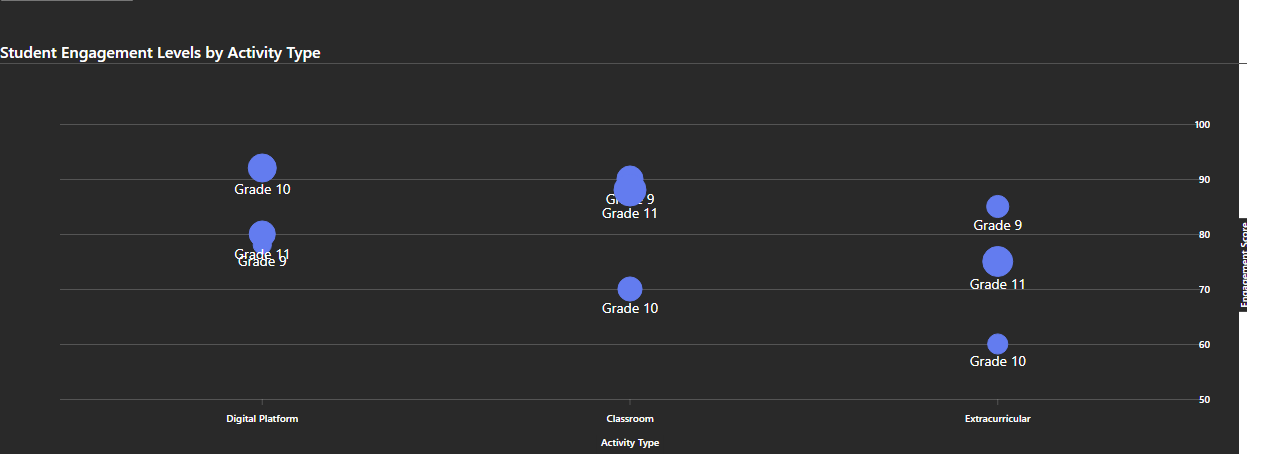 Student Engagement Levels by Activity Type
100
Grade 10
90
Grade 9
Grade 11
Grade 9
80
Grade 11
Grade 9
Engagement Score
Grade 11
70
Grade 10
60
Grade 10
50
Digital Platform
Classroom
Extracurricular
Activity Type